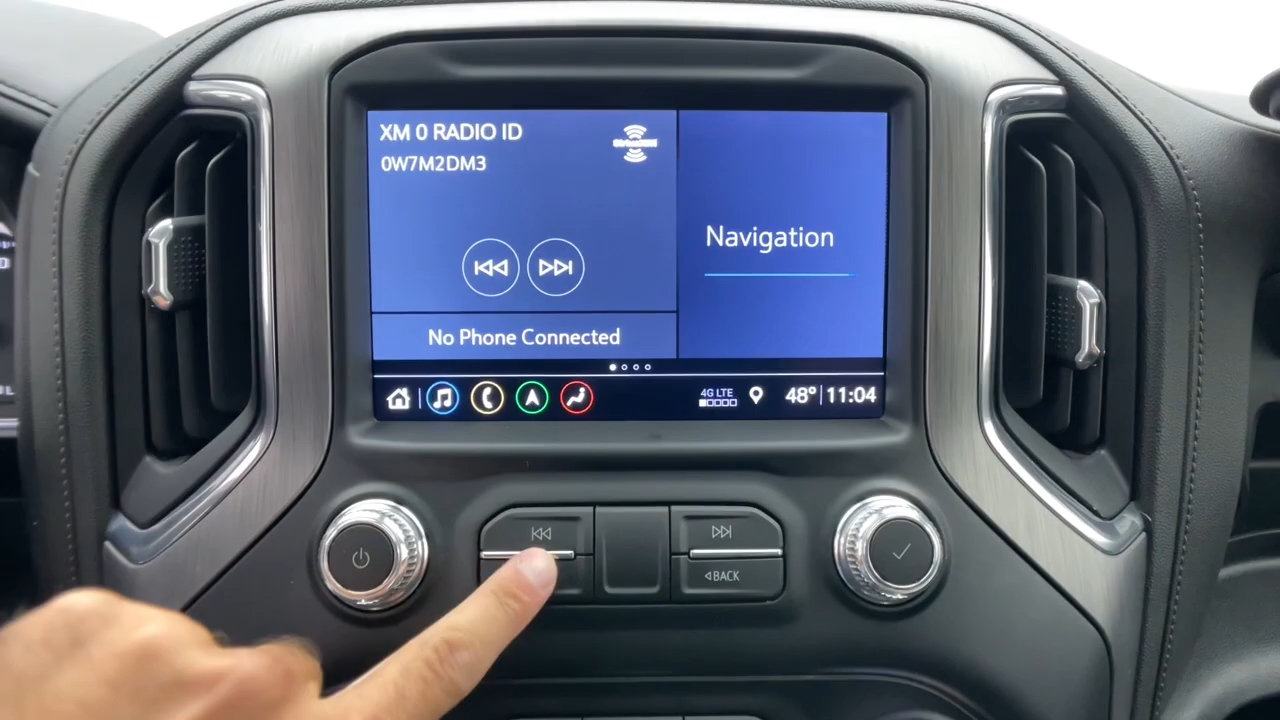 XM 0 RADIO ID
0W7M2DM3
Navigation
No Phone Connected
4G LTE
48° 11:04
BACK